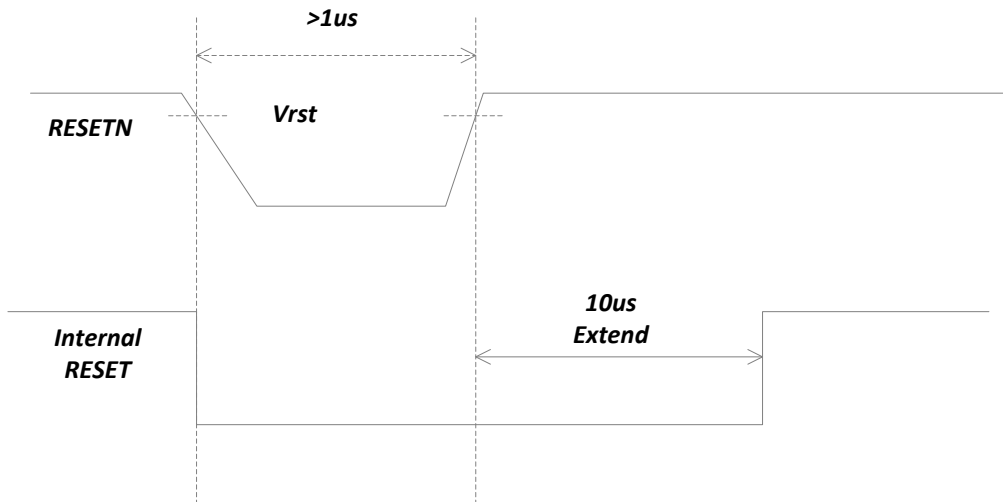 >1us
Vrst
RESETN
10us
Extend
Internal
RESET